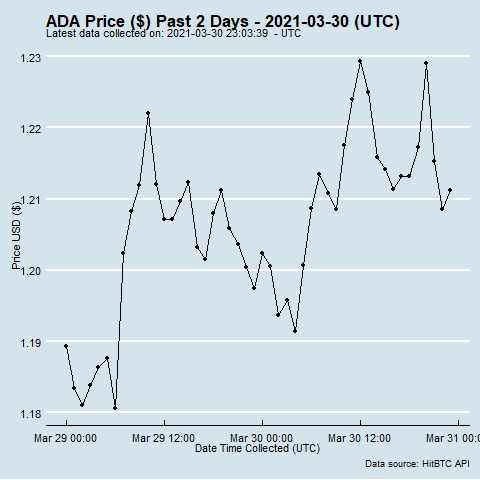 ADA Price ($) Past 2 Days - 2021-03-30 (UTC)
Latest data collected on: 2021-03-30 23:03:39 - UTC
1.23
1.22
1.21
1.20
1.19
1.18
Price USD ($)
Mar 29 00:00 Mar 29 12:00 Mar 30 00:00 Mar 30 12:00 Mar 31 00:
Date Time Collected (UTC)
Data source: HitBTC API